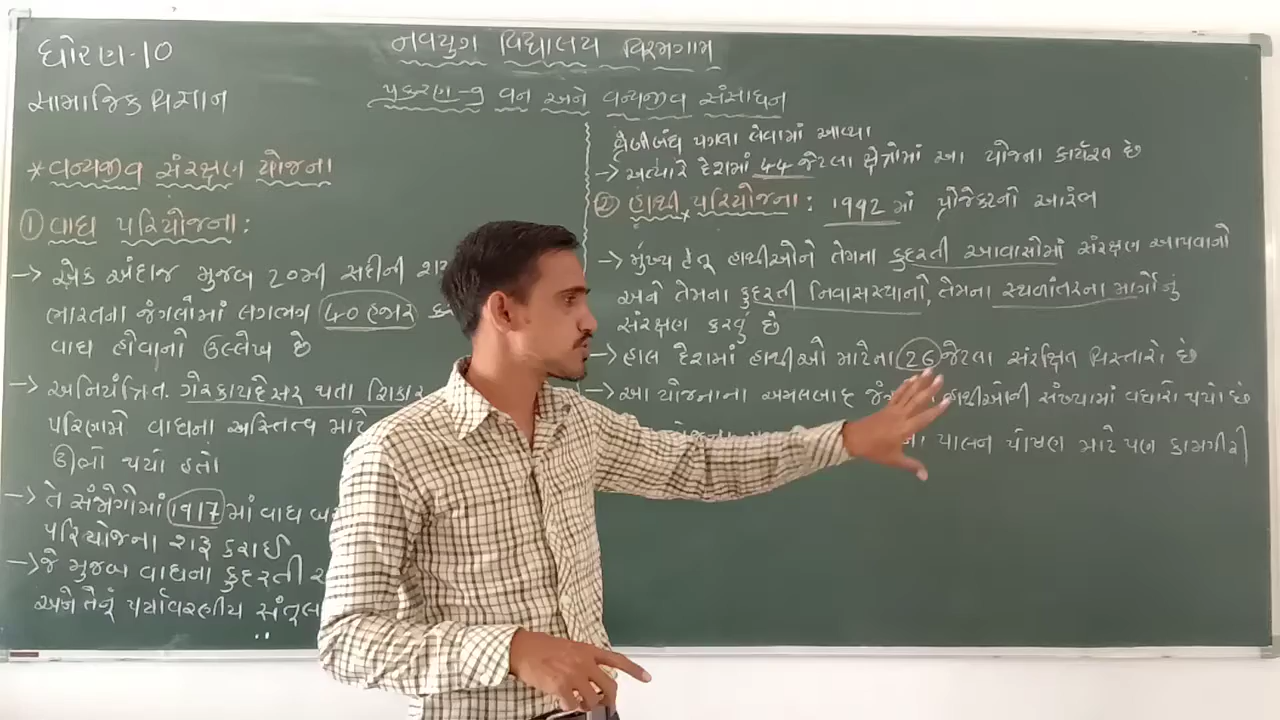 ધોરણ-10
નવયુગ વિદ્યાલય વિરમગામ
સામાજિક વિજ્ઞાન
પ્રકરણ-9 વન અને વન્યજીવ સંસાધન
* વન્યજીવ સંરક્ષણ યોજના
① વાઘ પરિયોજના:
→ એક અંદાજ મુજબ 20મી સદીની
ભારતના જંગલોમાં લગભગ 40 હજાર
વાઘ હોવાનો ઉલ્લેખ છે
→ અનિયંત્રિત. ગેરકાયદેસર થતા શિકાર
પરિણામે વાઘના અસ્તિત્વ માટે
ઊભો થયો હતો
→ તે સંજોગોમાં 1917માં વાઘ
પરિયોજના શરૂ કરાઈ
→ જે મુજબ વાઘના કુદરતી
અને તેનું પર્યાવરણીય
શ્રેણીબંધ પગલા લેવામાં આવ્યા
→ અત્યારે દેશમાં 44 જેટલા ક્ષેત્રોમાં આ યોજના કાર્યરત છે
② હાથી પરિયોજના: 1992 માં પ્રોજેક્ટનો આરંભ
→ મુખ્ય હેતૂ હાથીઓને તેમના કુદરતી આવાસોમાં સંરક્ષણ આપવાનો
અને તેમના કુદરતી નિવાસસ્થાનો, તેમના સ્થળાંતરના માર્ગોનું
સંરક્ષણ કરવું છે
→ હાલ દેશમાં હાથીઓ માટેના 26 જેટલા સંરક્ષિત વિસ્તારો છે
→ આ યોજનાના અમલબાદ હાથીઓની સંખ્યામાં વધારો થયો છે
પાલન પોષણ માટે પણ કામગીરી